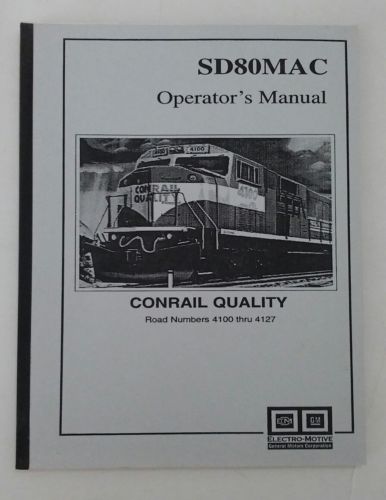 SD80MAC
Operator's Manual
4100
CONRAIL
QUALITY
4100
CONRAIL QUALITY
Road Numbers 4100 thru 4127
EMD
GM
ELECTRO-MOTIVE
General Motors Corporation